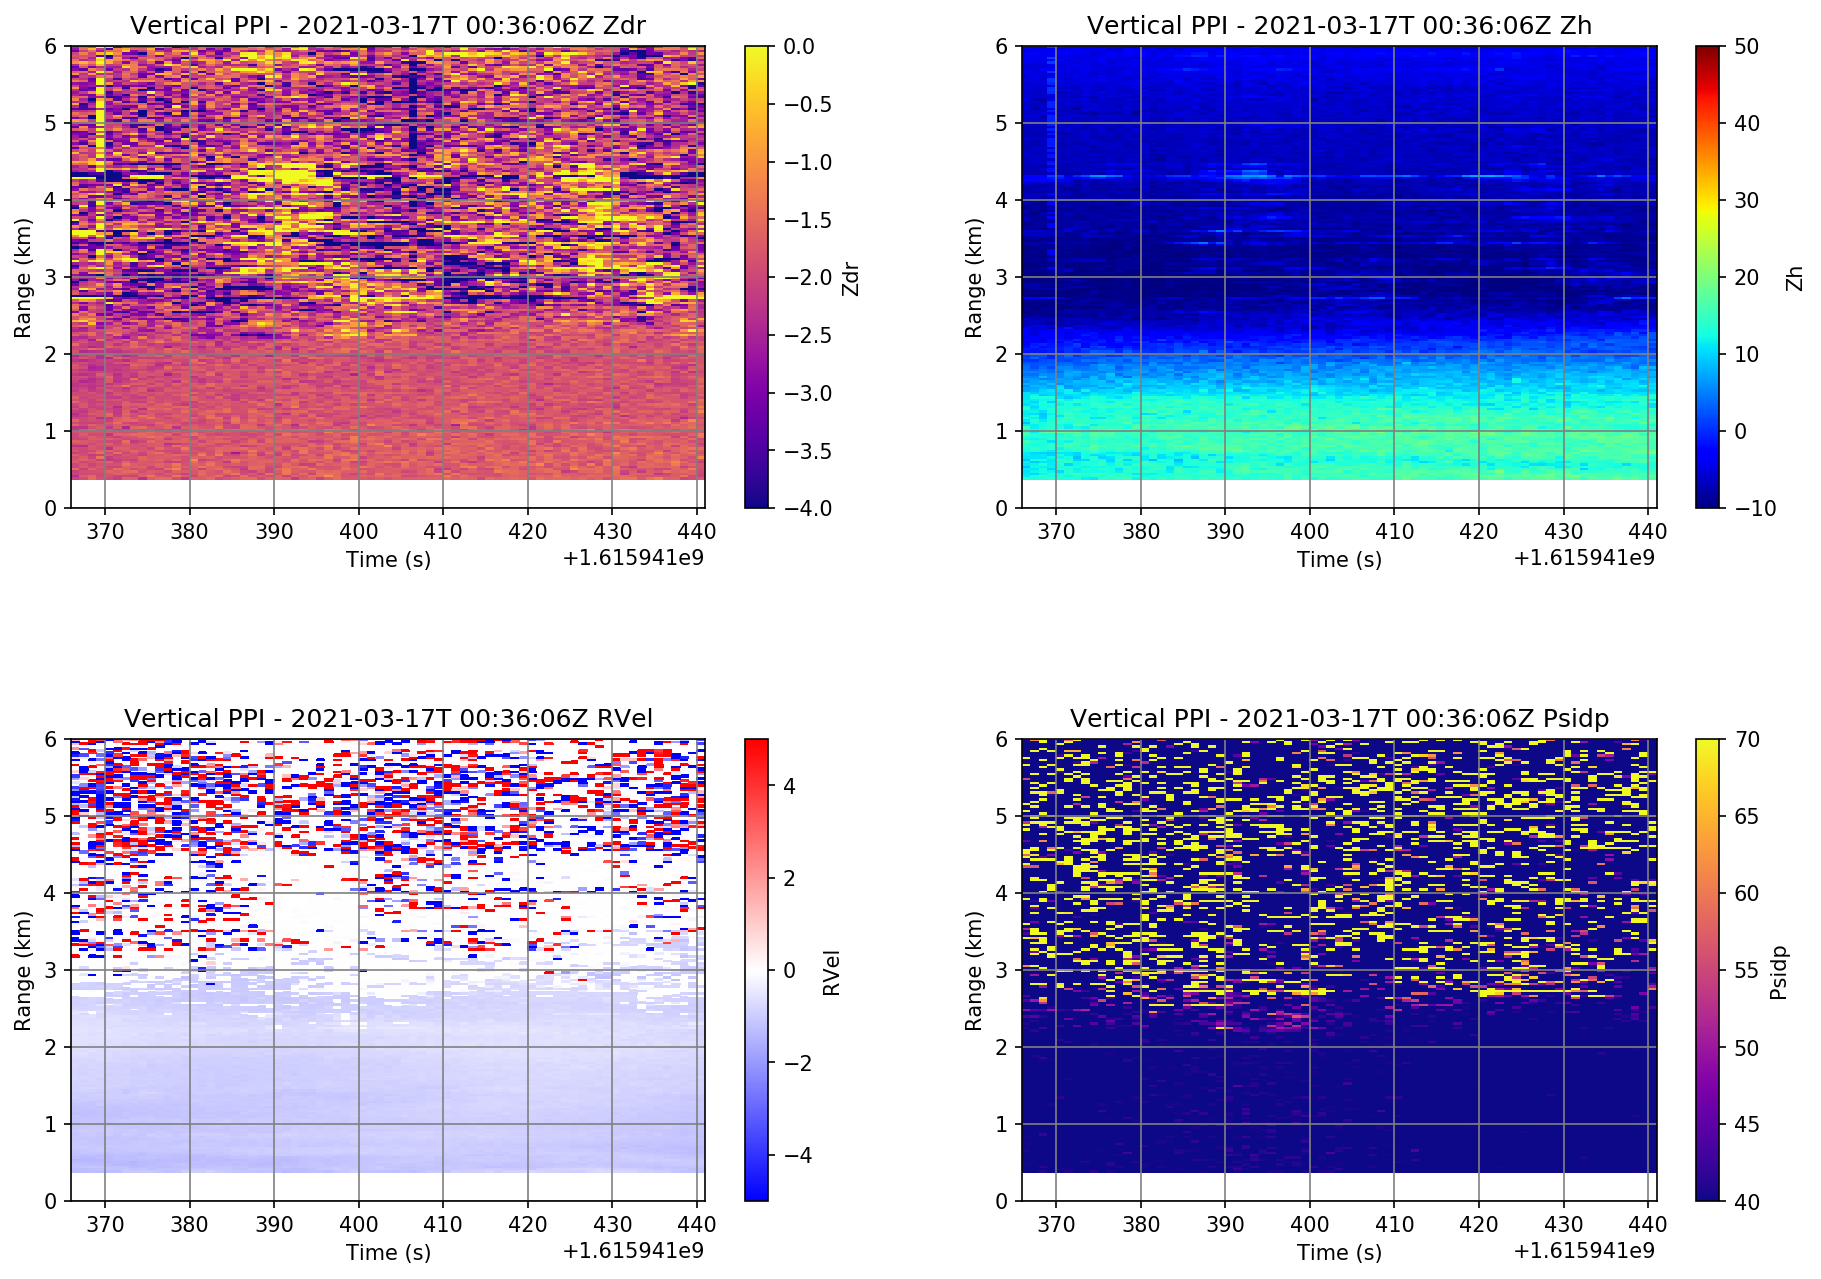 Vertical PPI - 2021-03-17T 00:36:06Z Zdr
6
5
4
3
2
1
0
Range (km)
370 380 390 400 410 420 430 440
Time (s)
+1.615941e9
0.0
−0.5
−1.0
−1.5
−2.0
−2.5
−3.0
−3.5
−4.0
Zdr
Vertical PPI - 2021-03-17T 00:36:06Z Zh
6
5
4
3
2
1
0
Range (km)
370 380 390 400 410 420 430 440
Time (s)
+1.615941e9
50
40
30
20
10
0
−10
Zh
Vertical PPI - 2021-03-17T 00:36:06Z RVel
6
5
4
3
2
1
0
Range (km)
370 380 390 400 410 420 430 440
Time (s)
+1.615941e9
4
2
0
−2
−4
RVel
Vertical PPI - 2021-03-17T 00:36:06Z Psidp
6
5
4
3
2
1
0
Range (km)
370 380 390 400 410 420 430 440
Time (s)
+1.615941e9
70
65
60
55
50
45
40
Psidp